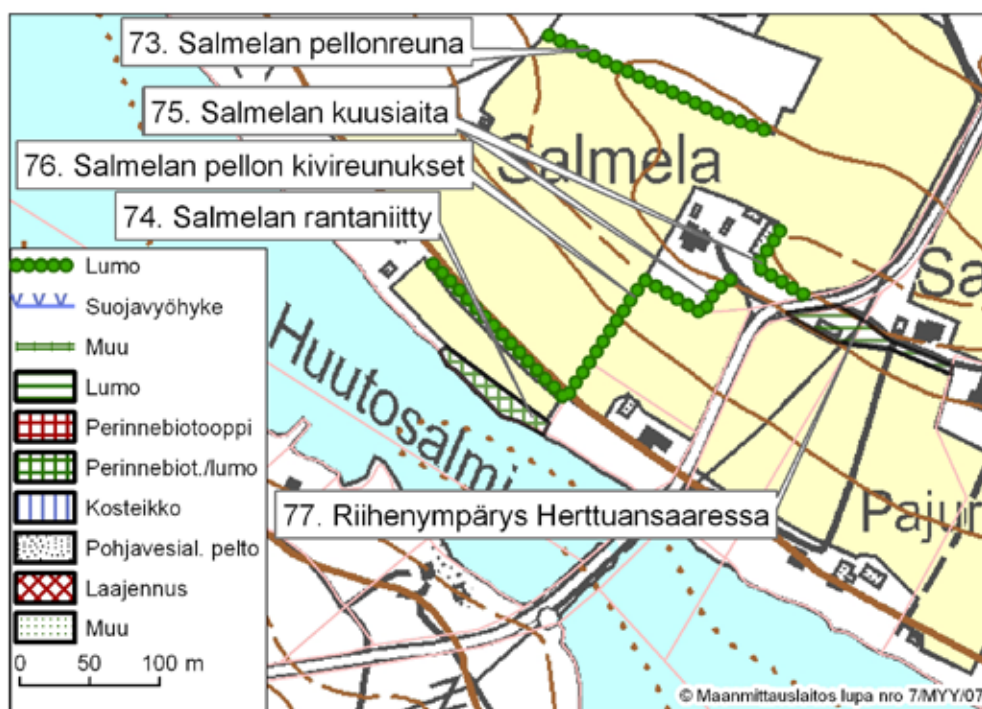 73. Salmelan pellonreuna
75. Salmelan kuusiaita
76. Salmelan pellon kivireunukset
74. Salmelan rantaniitty
Salmela
Lumo
Suojavyöhyke
Muu
Lumo
Perinnebiotooppi
Perinnebiot./lumo
Kosteikko
Pohjavesial. pelto
Laajennus
Muu
0 50 100 m
Huutosalmi
Sa
77. Riihenympärys Herttuansaaressa
Pajur
© Maanmittauslaitos lupa nro 7/MYY/07